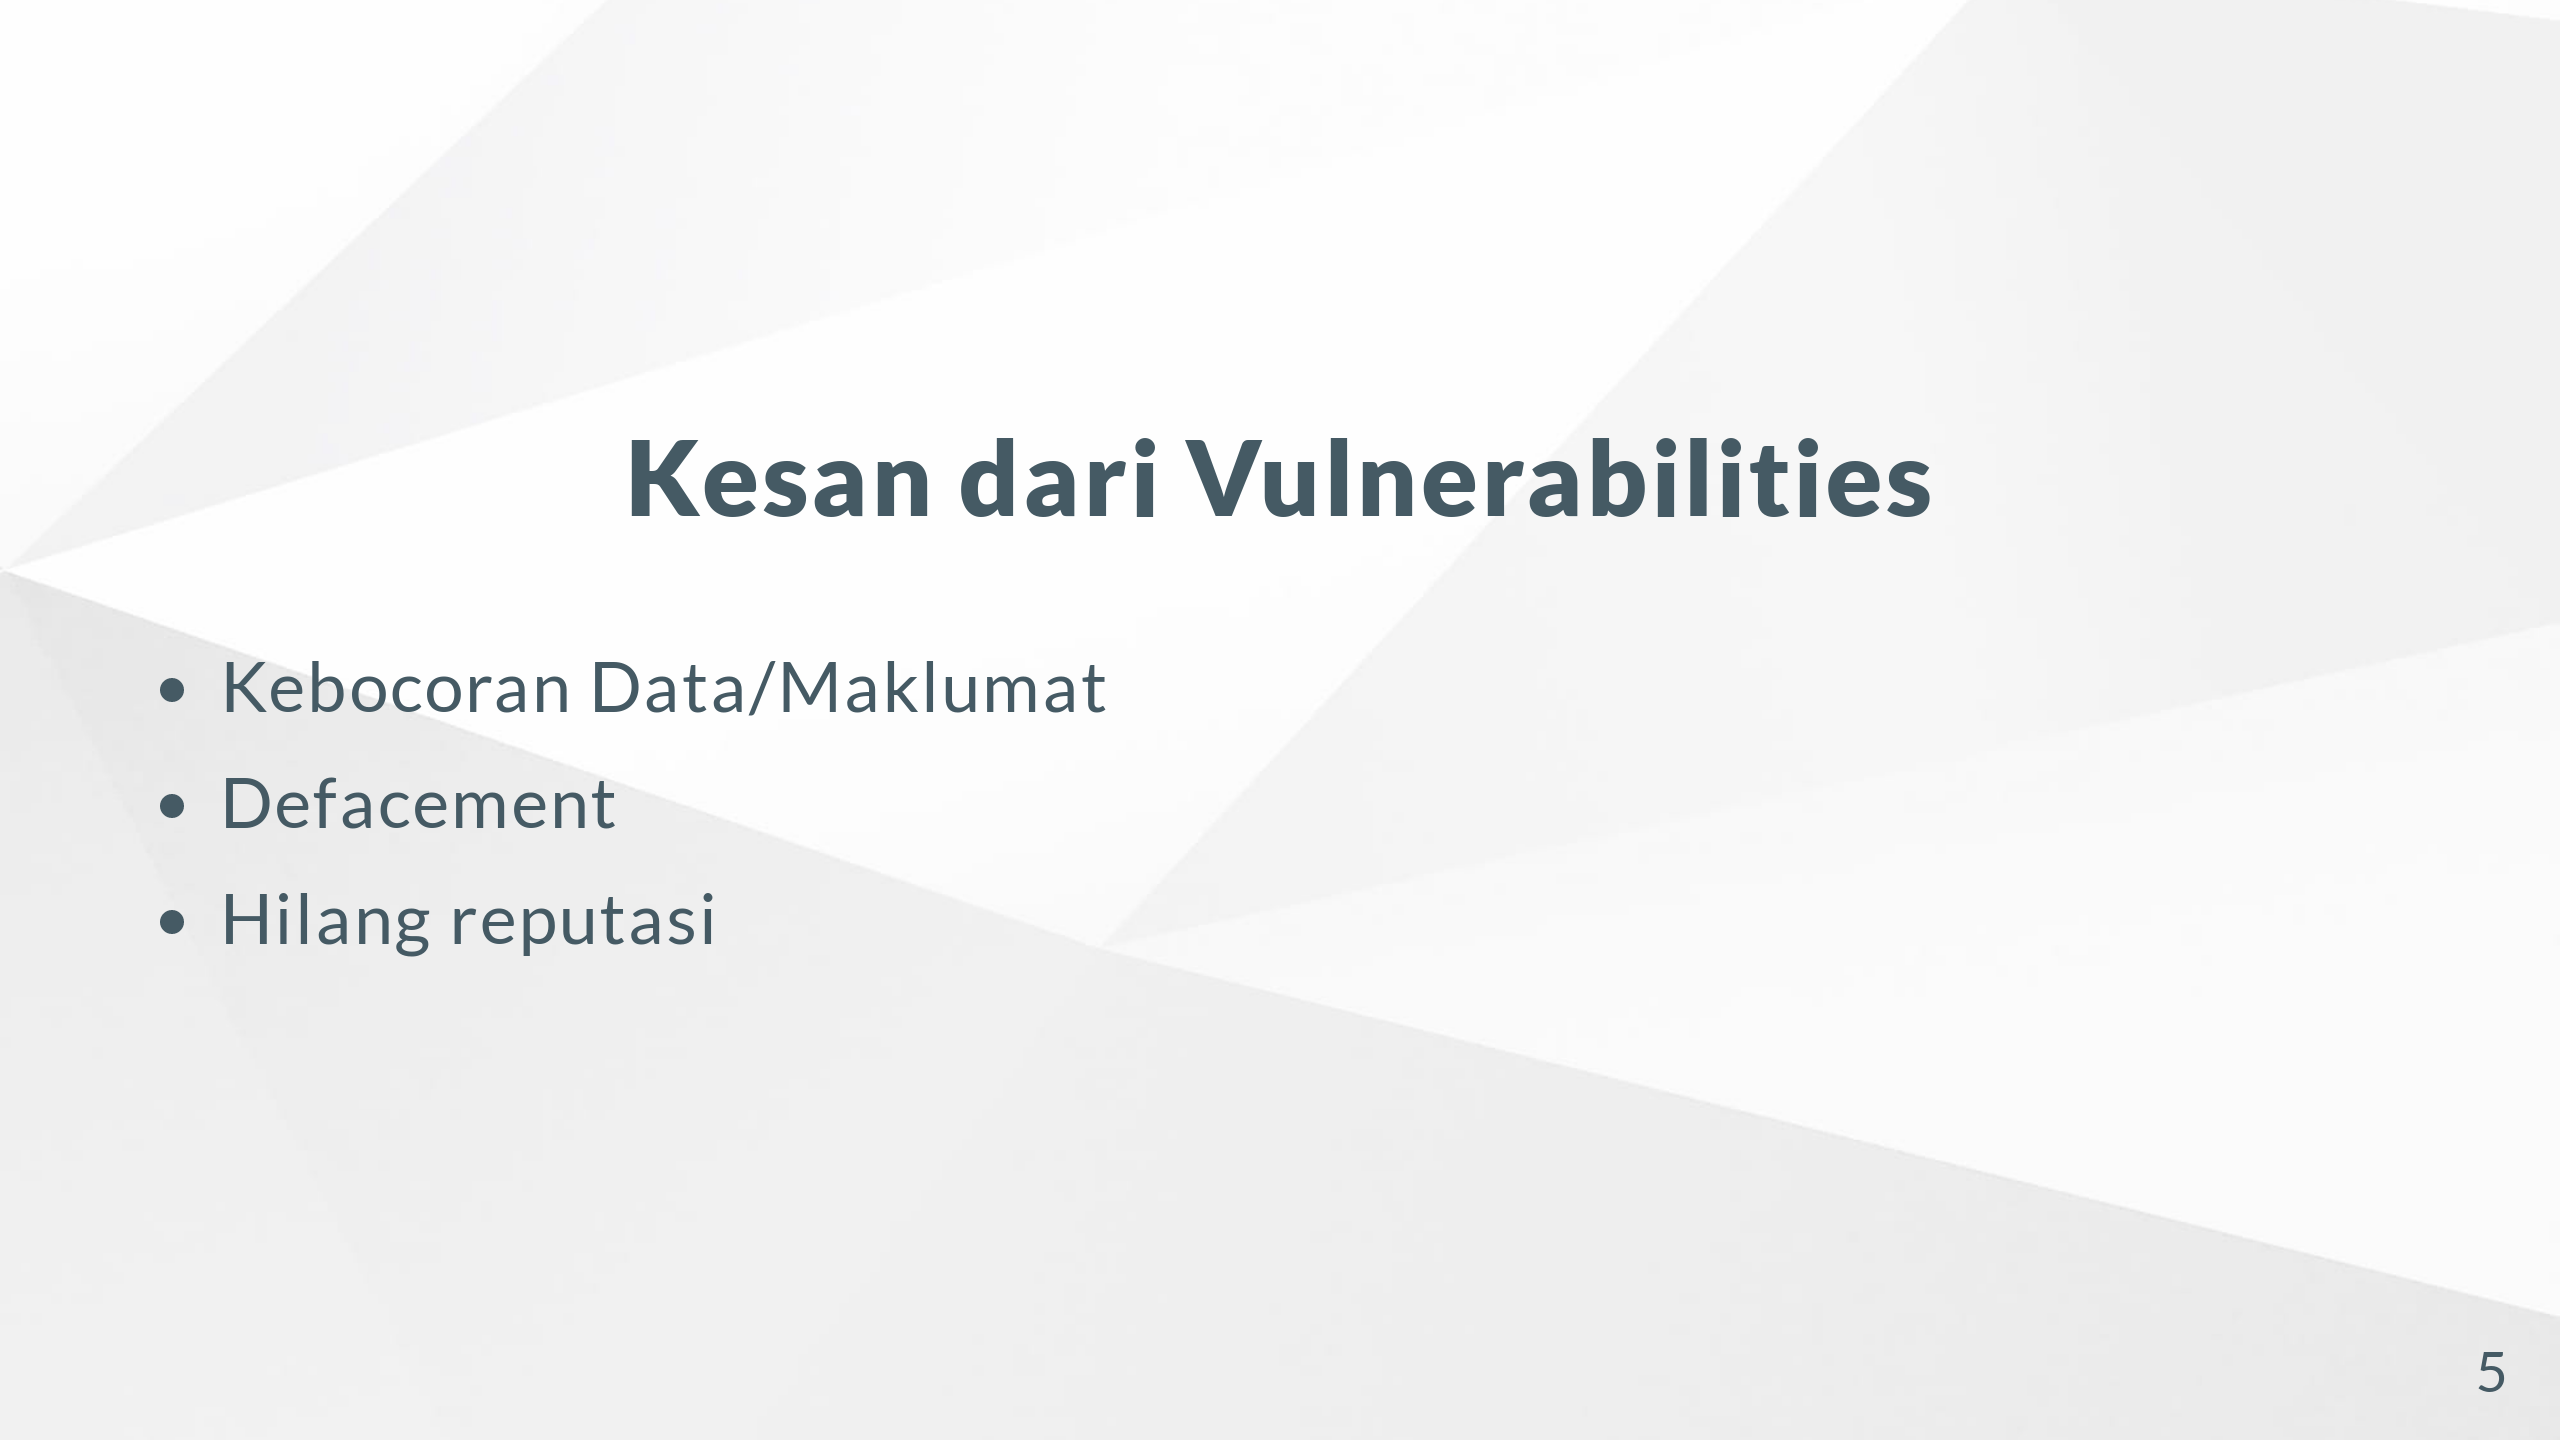 Kesan dari Vulnerabilities
• Kebocoran Data/Maklumat
• Defacement
• Hilang reputasi
5